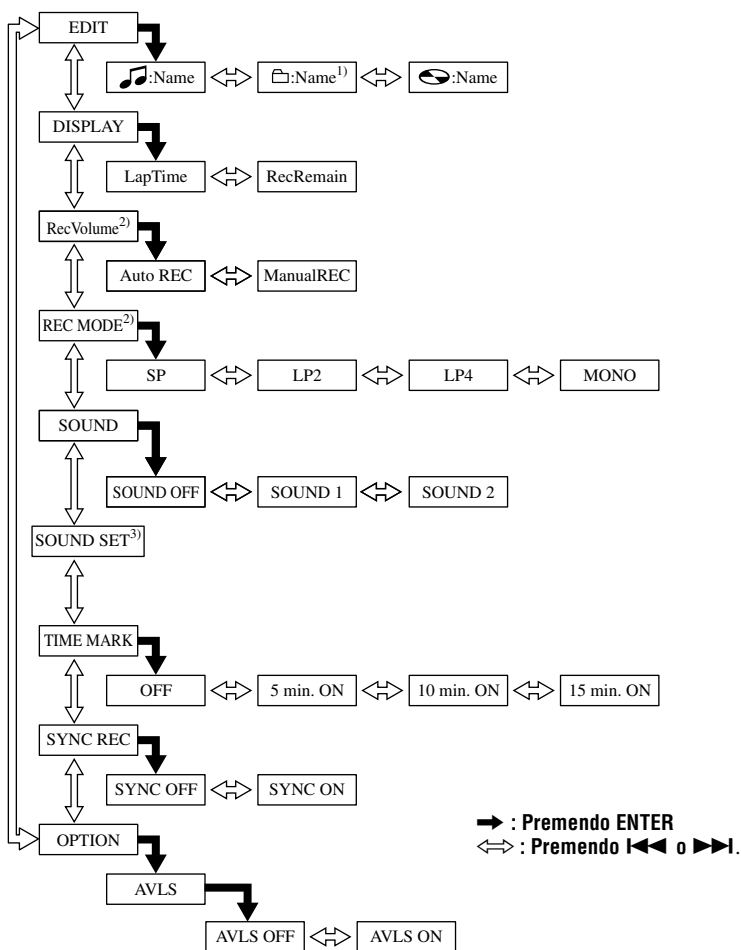 EDIT
:Name :Name1) :Name
DISPLAY
LapTime RecRemain
RecVolume2)
Auto REC ManualREC
REC MODE2)
SP LP2 LP4 MONO
SOUND
SOUND OFF SOUND 1 SOUND 2
SOUND SET3)
TIME MARK
OFF 5 min. ON 10 min. ON 15 min. ON
SYNC REC
SYNC OFF SYNC ON
: Premendo ENTER
OPTION
: Premendo o .
AVLS
AVLS OFF AVLS ON